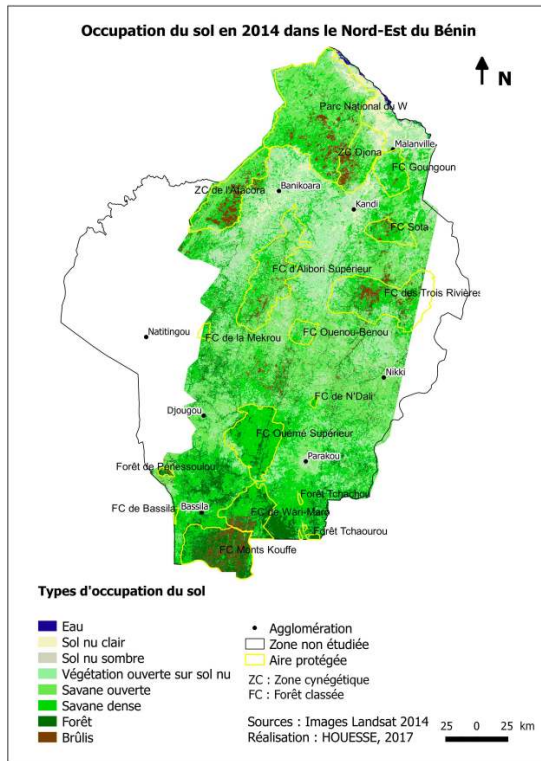 Occupation du sol en 2014 dans le Nord-Est du Bénin
N
Parc National du W
Malanville
ZC Djona
FC Goungoun
ZC de l'Atacora
Banikoara
Kandi
FC Sota
FC d'Alibori Supérieur
FC des Trois Rivières
Natitingou
FC de la Mekrou
FC Ouenou-Benou
Nikki
FC de N'Dali
Djougou
FC Ouémé Supérieur
Parakou
Forêt de Pénessoulou
Forêt Tchachou
FC de Bassila
Bassila
FC de Wari-Maro
Forêt Tchaourou
FC Monts Kouffe
Types d'occupation du sol
Eau
Sol nu clair
Sol nu sombre
Végétation ouverte sur sol nu
Savane ouverte
Savane dense
Forêt
Brûlis
Agglomération
Zone non étudiée
Aire protégée
ZC : Zone cynégétique
FC : Forêt classée
Sources : Images Landsat 2014
Réalisation : HOUESSE, 2017
25 0 25 km